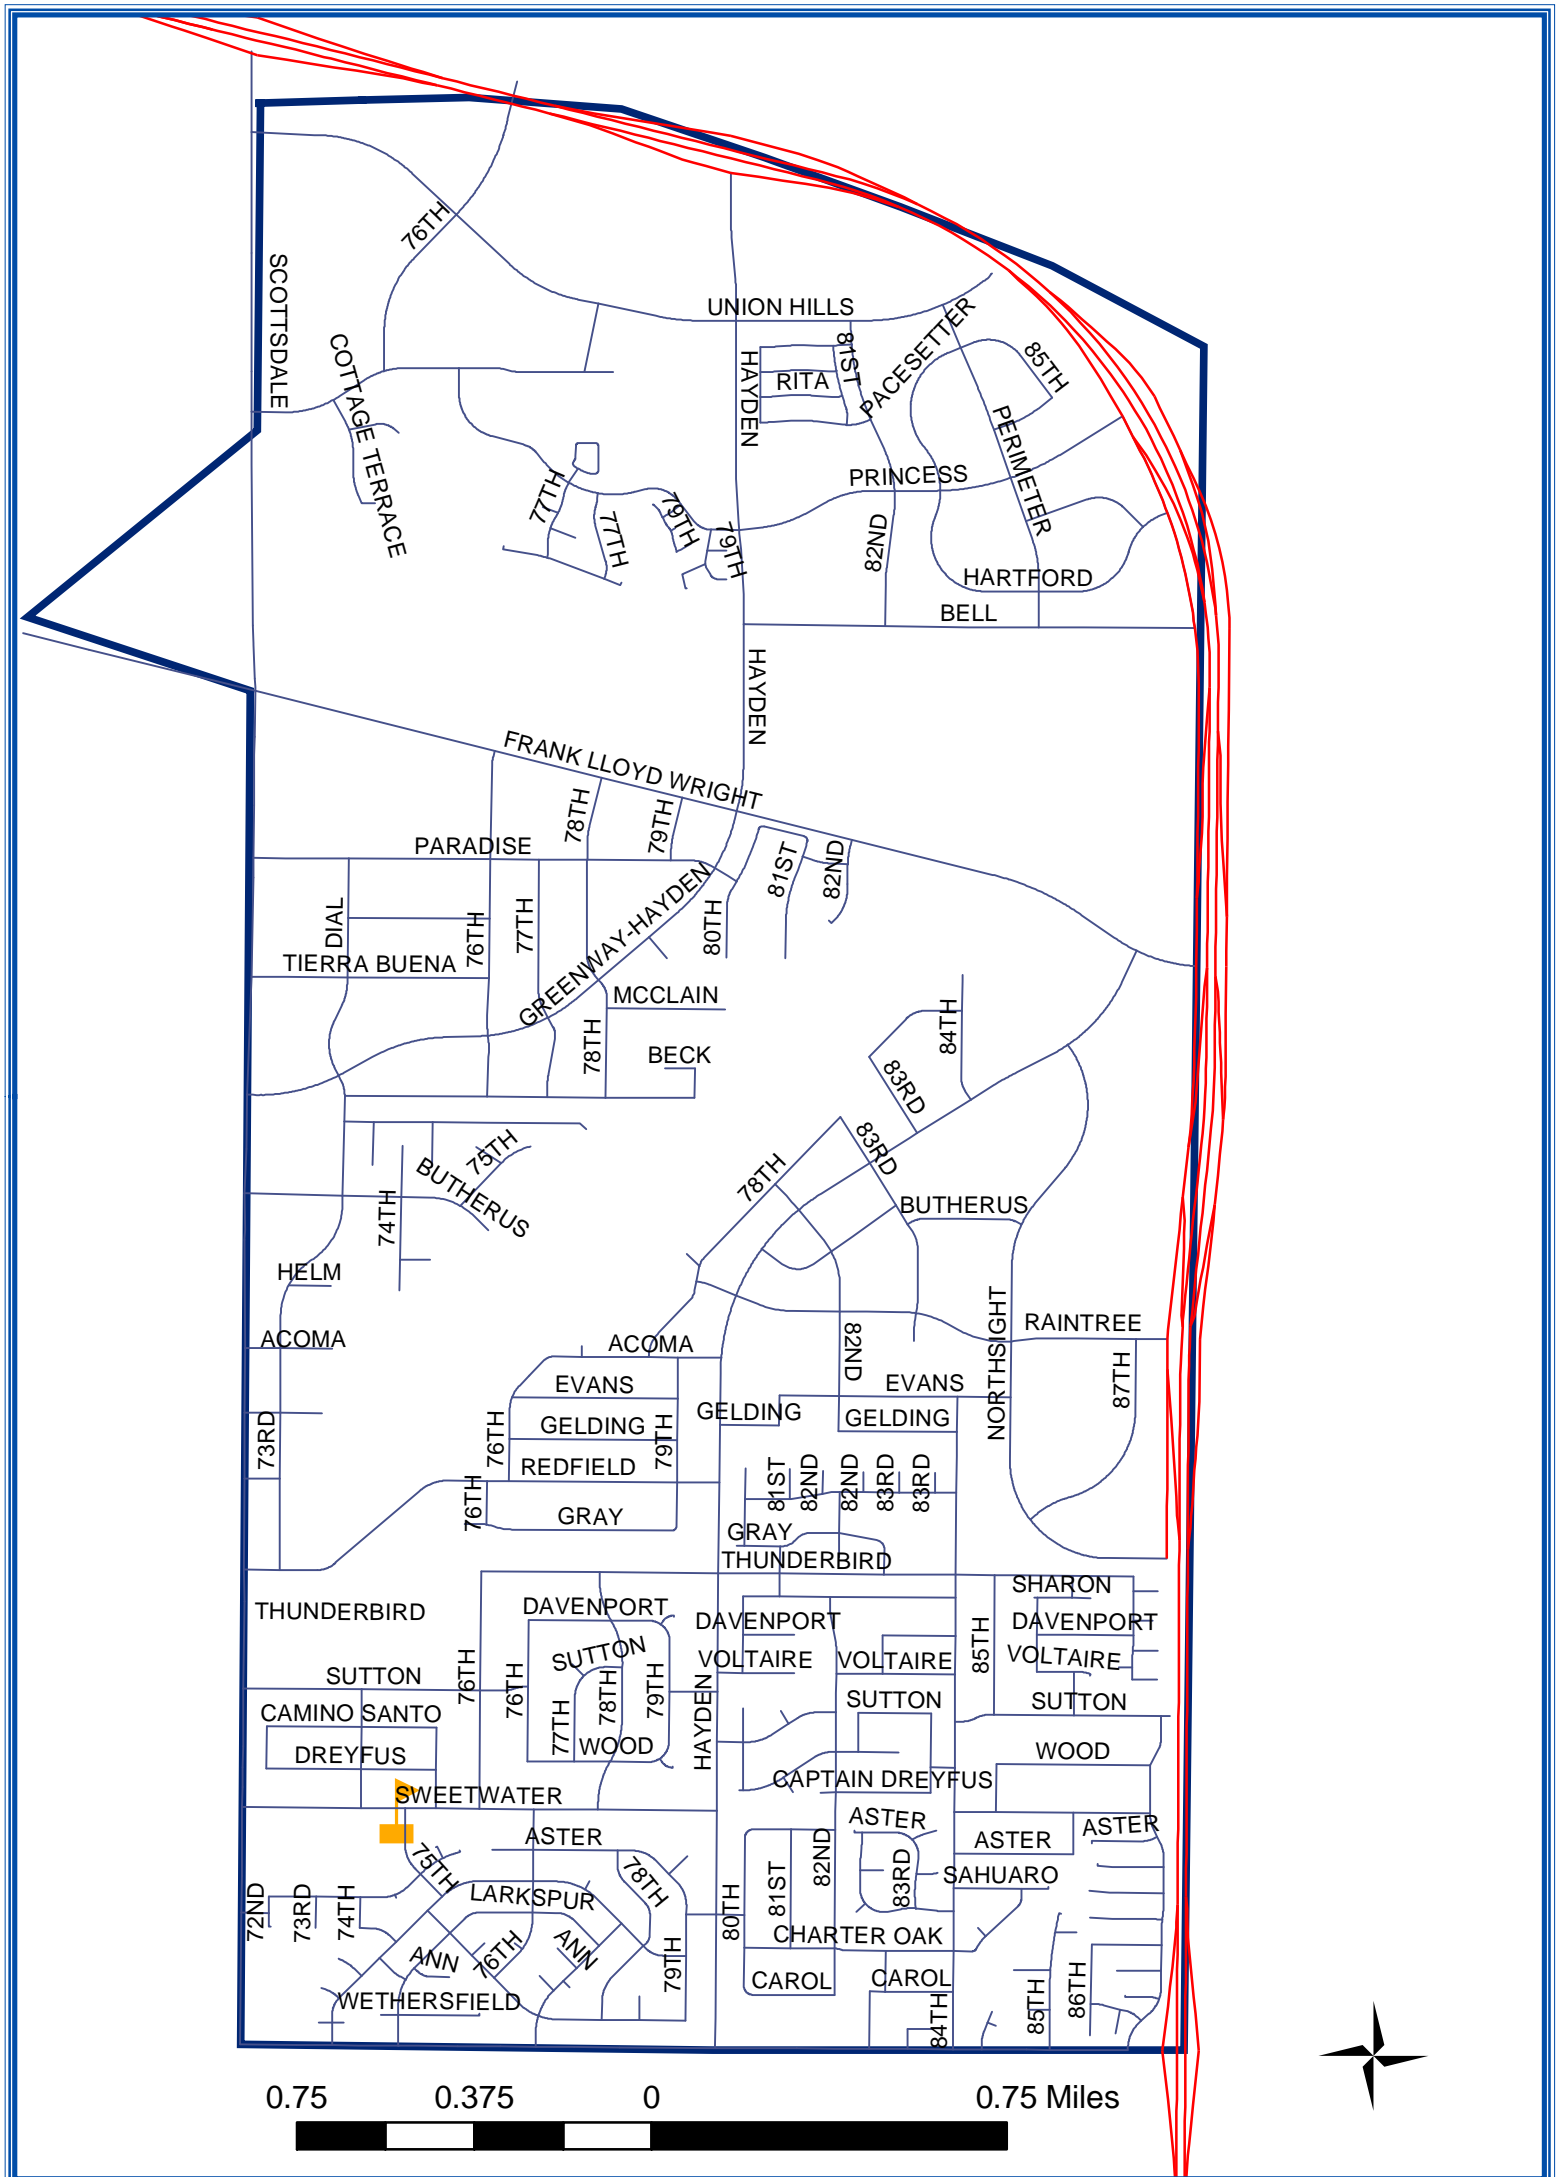 76TH
SCOTTSDALE
UNION HILLS
COTTAGE TERRACE
HAYDEN
81ST
RITA
PACESETTER
85TH
PERIMETER
PRINCESS
77TH
77TH
79TH
79TH
82ND
HARTFORD
BELL
HAYDEN
FRANK LLOYD WRIGHT
78TH
79TH
PARADISE
81ST
82ND
DIAL
76TH
77TH
GREENWAY-HAYDEN
80TH
TIERRA BUENA
MCCLAIN
78TH
BECK
84TH
83RD
75TH
BUTHERUS
74TH
78TH
83RD
BUTHERUS
HELM
ACOMA
ACOMA
82ND
NORTHSIGHT
RAINTREE
87TH
EVANS
EVANS
GELDING
GELDING
GELDING
73RD
76TH
79TH
REDFIELD
76TH
GRAY
81ST
82ND
82ND
83RD
83RD
GRAY
THUNDERBIRD
THUNDERBIRD
DAVENPORT
DAVENPORT
SHARON
DAVENPORT
SUTTON
VOLTAIRE
VOLTAIRE
85TH
VOLTAIRE
SUTTON
76TH
76TH
77TH
78TH
79TH
HAYDEN
SUTTON
SUTTON
CAMINO SANTO
DREYFUS
WOOD
WOOD
CAPTAIN DREYFUS
SWEETWATER
ASTER
ASTER
ASTER
ASTER
75TH
78TH
82ND
83RD
SAHUARO
LARKSPUR
72ND
73RD
74TH
80TH
81ST
CHARTER OAK
ANN
76TH
ANN
79TH
CAROL
CAROL
WETHERSFIELD
84TH
85TH
86TH
0.75
0.375
0
0.75 Miles